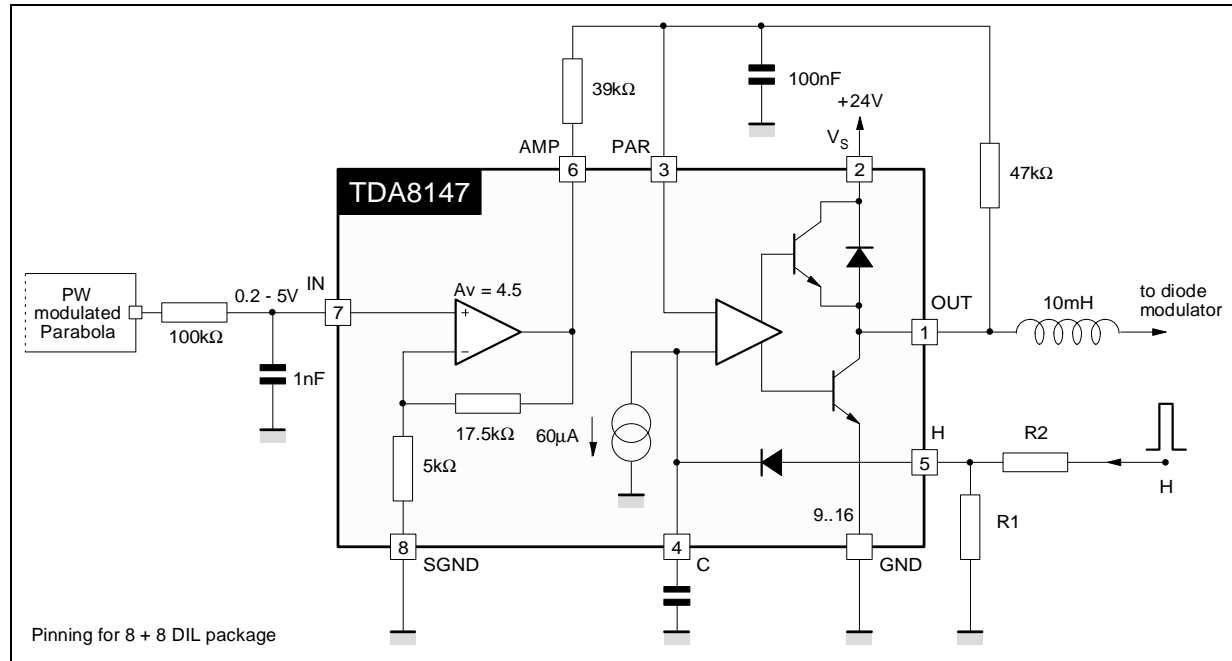 39kΩ
100nF
+24V
V_S
AMP
PAR
6
3
2
47kΩ
TDA8147
PW
modulated
Parabola
100kΩ
0.2 - 5V
IN
7
Av = 4.5
+
−
OUT
1
10mH
to diode
modulator
1nF
17.5kΩ
60µA
5kΩ
H
5
R2
H
R1
9..16
8
SGND
4
C
GND
Pinning for 8 + 8 DIL package